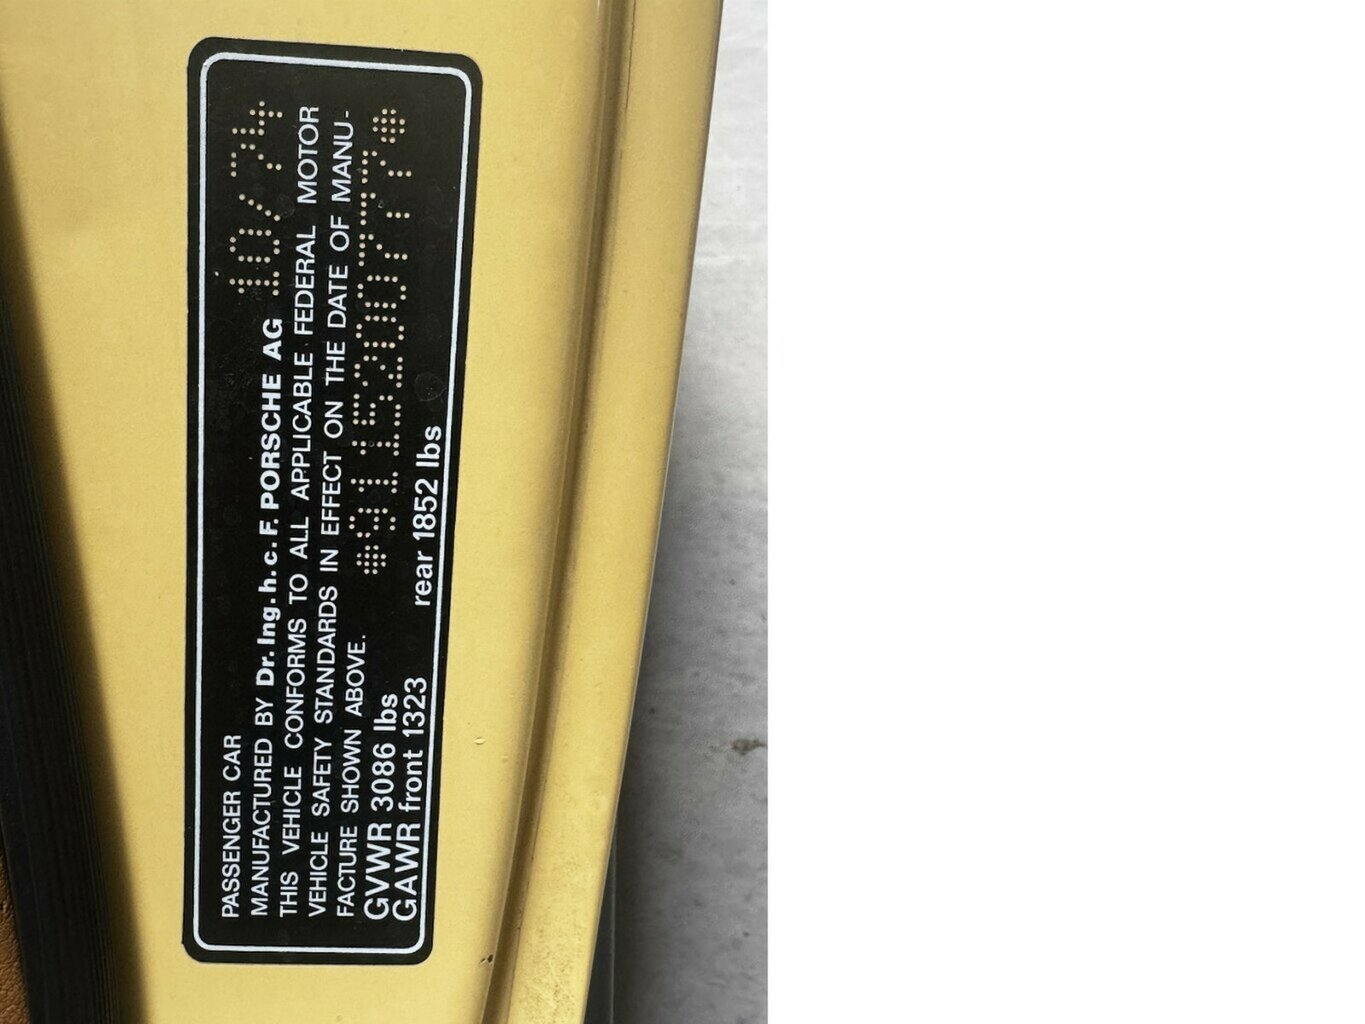 PASSENGER CAR
MANUFACTURED BY Dr. Ing. h. c. F. PORSCHE AG 10/74
THIS VEHICLE CONFORMS TO ALL APPLICABLE FEDERAL MOTOR
VEHICLE SAFETY STANDARDS IN EFFECT ON THE DATE OF MANU-
FACTURE SHOWN ABOVE. *9115200777*
GVWR 3086 lbs
GAWR front 1323 rear 1852 lbs